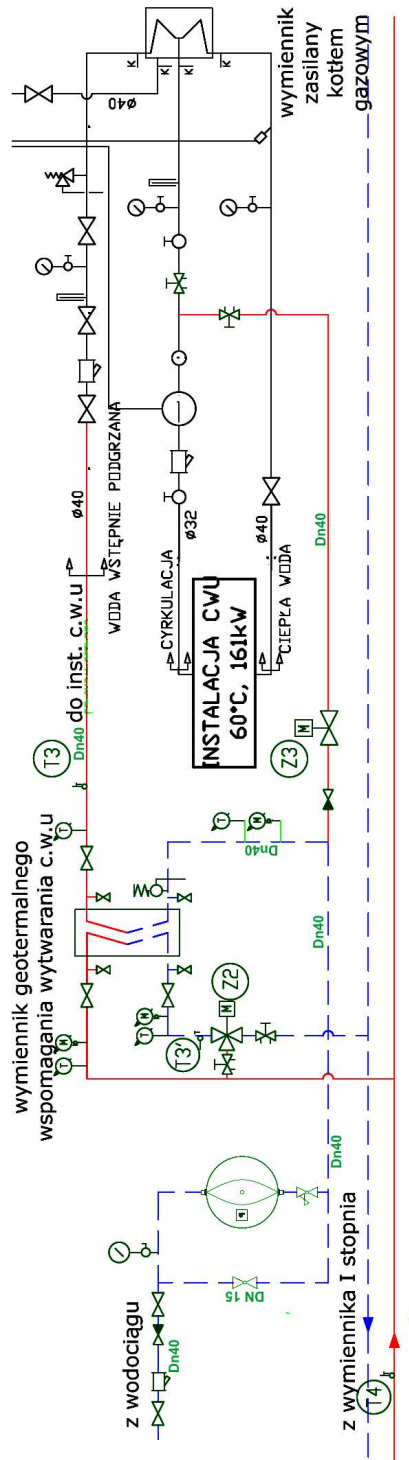 wymiennik
zasilany
kotłem
gazowym
K
K
K
K
ø40
ø40
WODA WSTĘPNIE PODGRZANA
CYRKULACJA
ø32
ø40
CIEPŁA WODA
INSTALACJA CWU
60°C, 161kW
do inst. c.w.u
Dn40
T3
Dn40
Z3
M
wymiennik geotermalnego
wspomagania wytwarzania c.w.u
T
T
M
T
M
T
M
Dn40
T3'
Z2
M
Dn40
Dn40
DN 15
z wodociągu
Dn40
z wymiennika I stopnia
T4